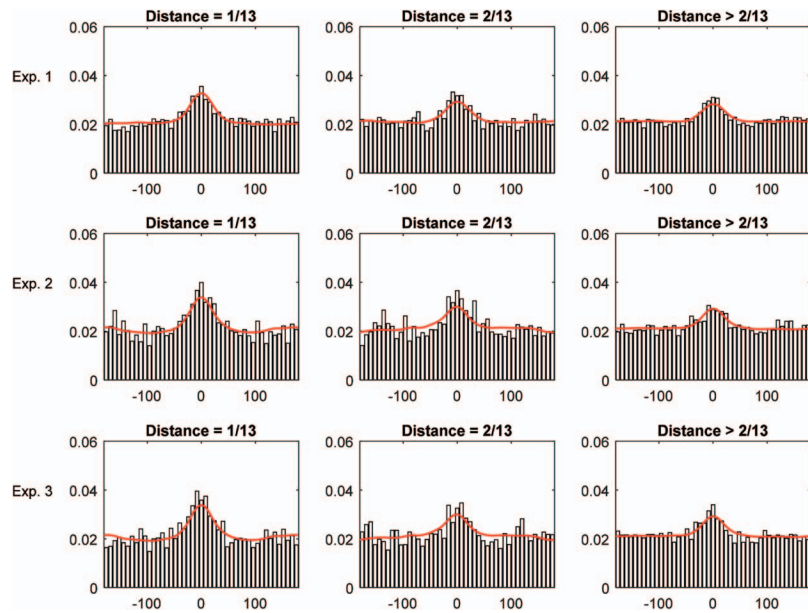 Distance = 1/13 Distance = 2/13 Distance > 2/13
0.06 0.06 0.06
Exp. 1
0.04 0.04 0.04
0.02 0.02 0.02
0 0 0
-100 0 100 -100 0 100 -100 0 100
Distance = 1/13 Distance = 2/13 Distance > 2/13
0.06 0.06 0.06
Exp. 2
0.04 0.04 0.04
0.02 0.02 0.02
0 0 0
-100 0 100 -100 0 100 -100 0 100
Distance = 1/13 Distance = 2/13 Distance > 2/13
0.06 0.06 0.06
Exp. 3
0.04 0.04 0.04
0.02 0.02 0.02
0 0 0
-100 0 100 -100 0 100 -100 0 100